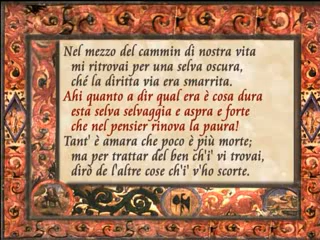 Nel mezzo del cammin di nostra vita
mi ritrovai per una selva oscura,
ché la diritta via era smarrita.
Ahi quanto a dir qual era è cosa dura
esta selva selvaggia e aspra e forte
che nel pensier rinova la paura!
Tant' è amara che poco è più morte;
ma per trattar del ben ch'i' vi trovai,
dirò de l'altre cose ch'i' v'ho scorte.